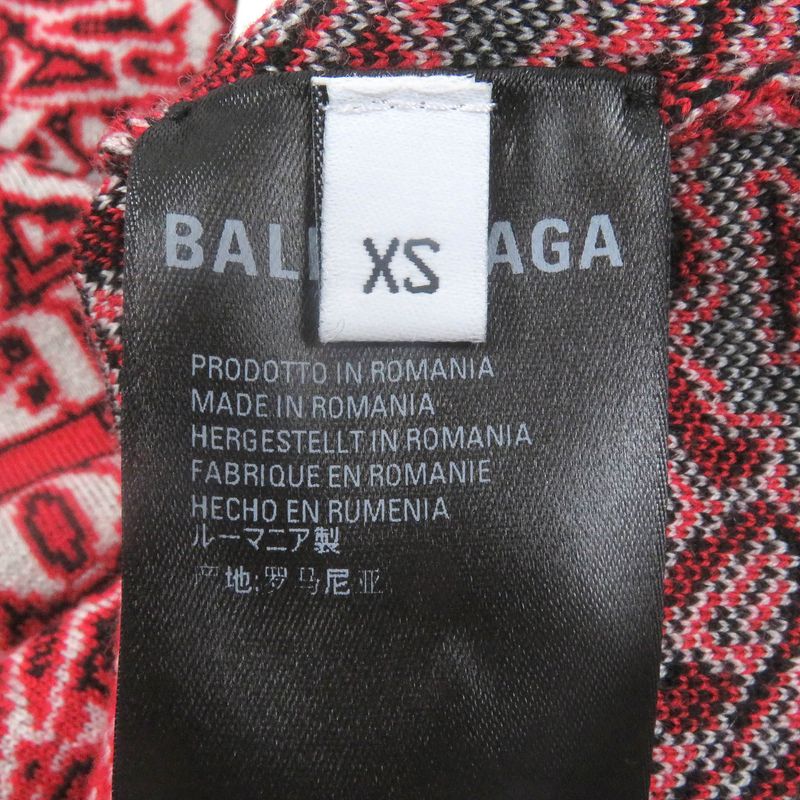 XS
BAL AGA
PRODOTTO IN ROMANIA
MADE IN ROMANIA
HERGESTELLT IN ROMANIA
FABRIQUE EN ROMANIE
HECHO EN RUMENIA
ルーマニア製
产地:罗马尼亚